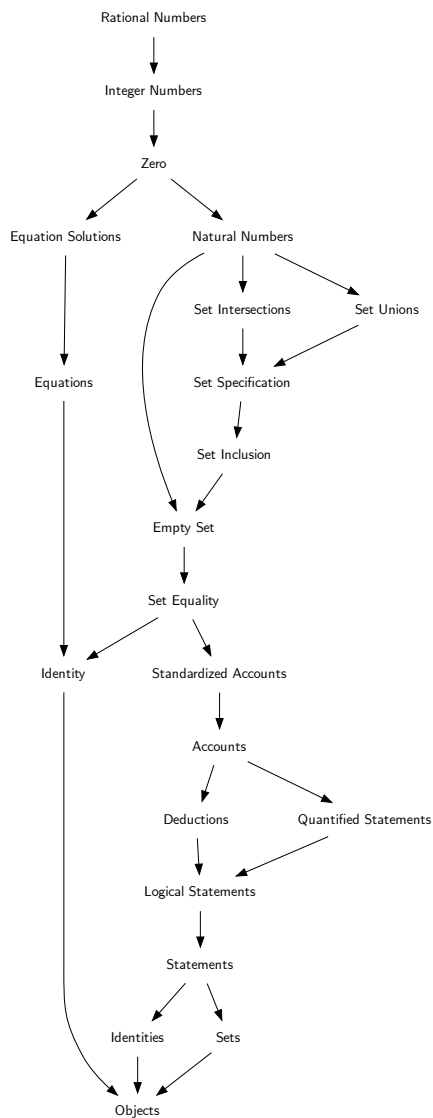 Rational Numbers
Integer Numbers
Zero
Equation Solutions
Natural Numbers
Set Intersections
Set Unions
Equations
Set Specification
Set Inclusion
Empty Set
Set Equality
Identity
Standardized Accounts
Accounts
Deductions
Quantified Statements
Logical Statements
Statements
Identities
Sets
Objects